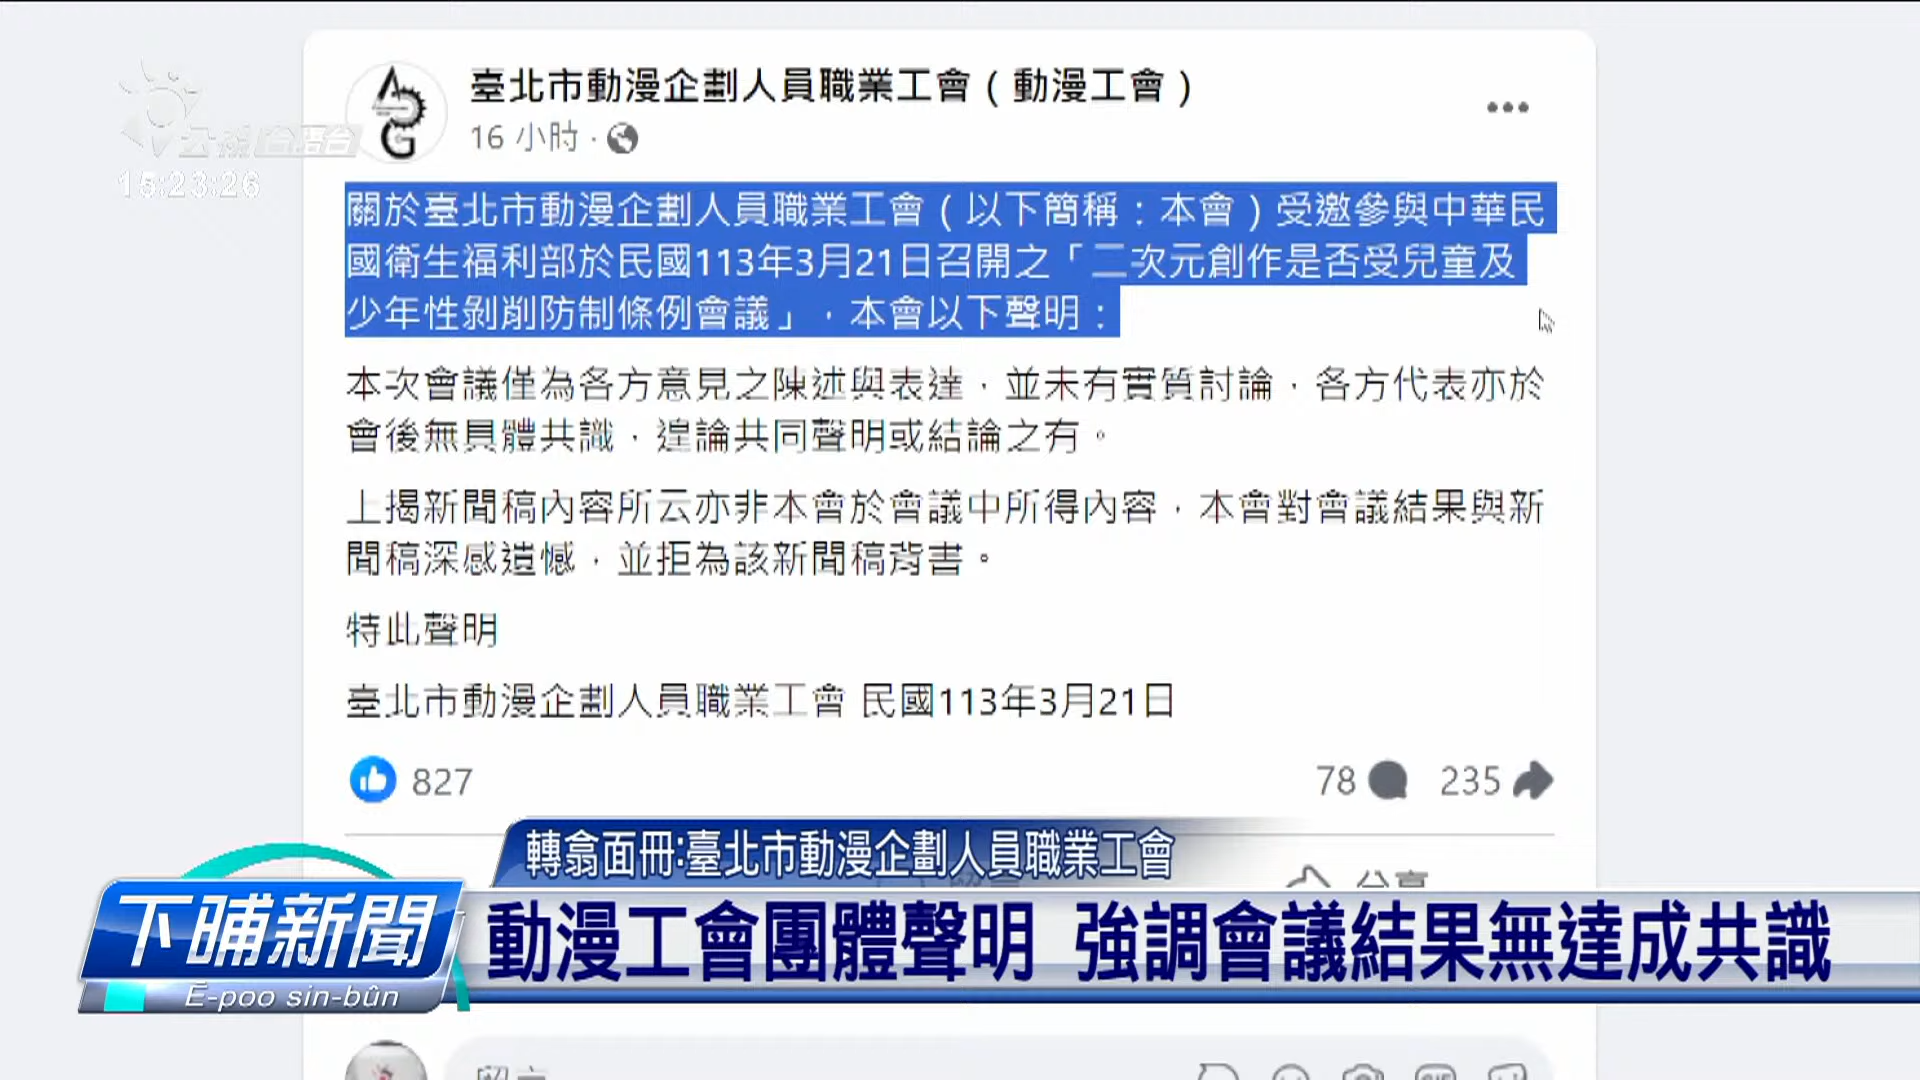 臺北市動漫企劃人員職業工會（動漫工會）
16 小時
公視台語台
15:23:26
關於臺北市動漫企劃人員職業工會（以下簡稱：本會）受邀參與中華民
國衛生福利部於民國113年3月21日召開之「二次元創作是否受兒童及
少年性剝削防制條例會議」，本會以下聲明：
本次會議僅為各方意見之陳述與表達，並未有實質討論，各方代表亦於
會後無具體共識，遑論共同聲明或結論之有。
上揭新聞稿內容所云亦非本會於會議中所得內容，本會對會議結果與新
聞稿深感遺憾，並拒為該新聞稿背書。
特此聲明
臺北市動漫企劃人員職業工會 民國113年3月21日
827
78
235
轉翕面冊:臺北市動漫企劃人員職業工會
分享
下晡新聞
E-poo sin-bûn
動漫工會團體聲明 強調會議結果無達成共識